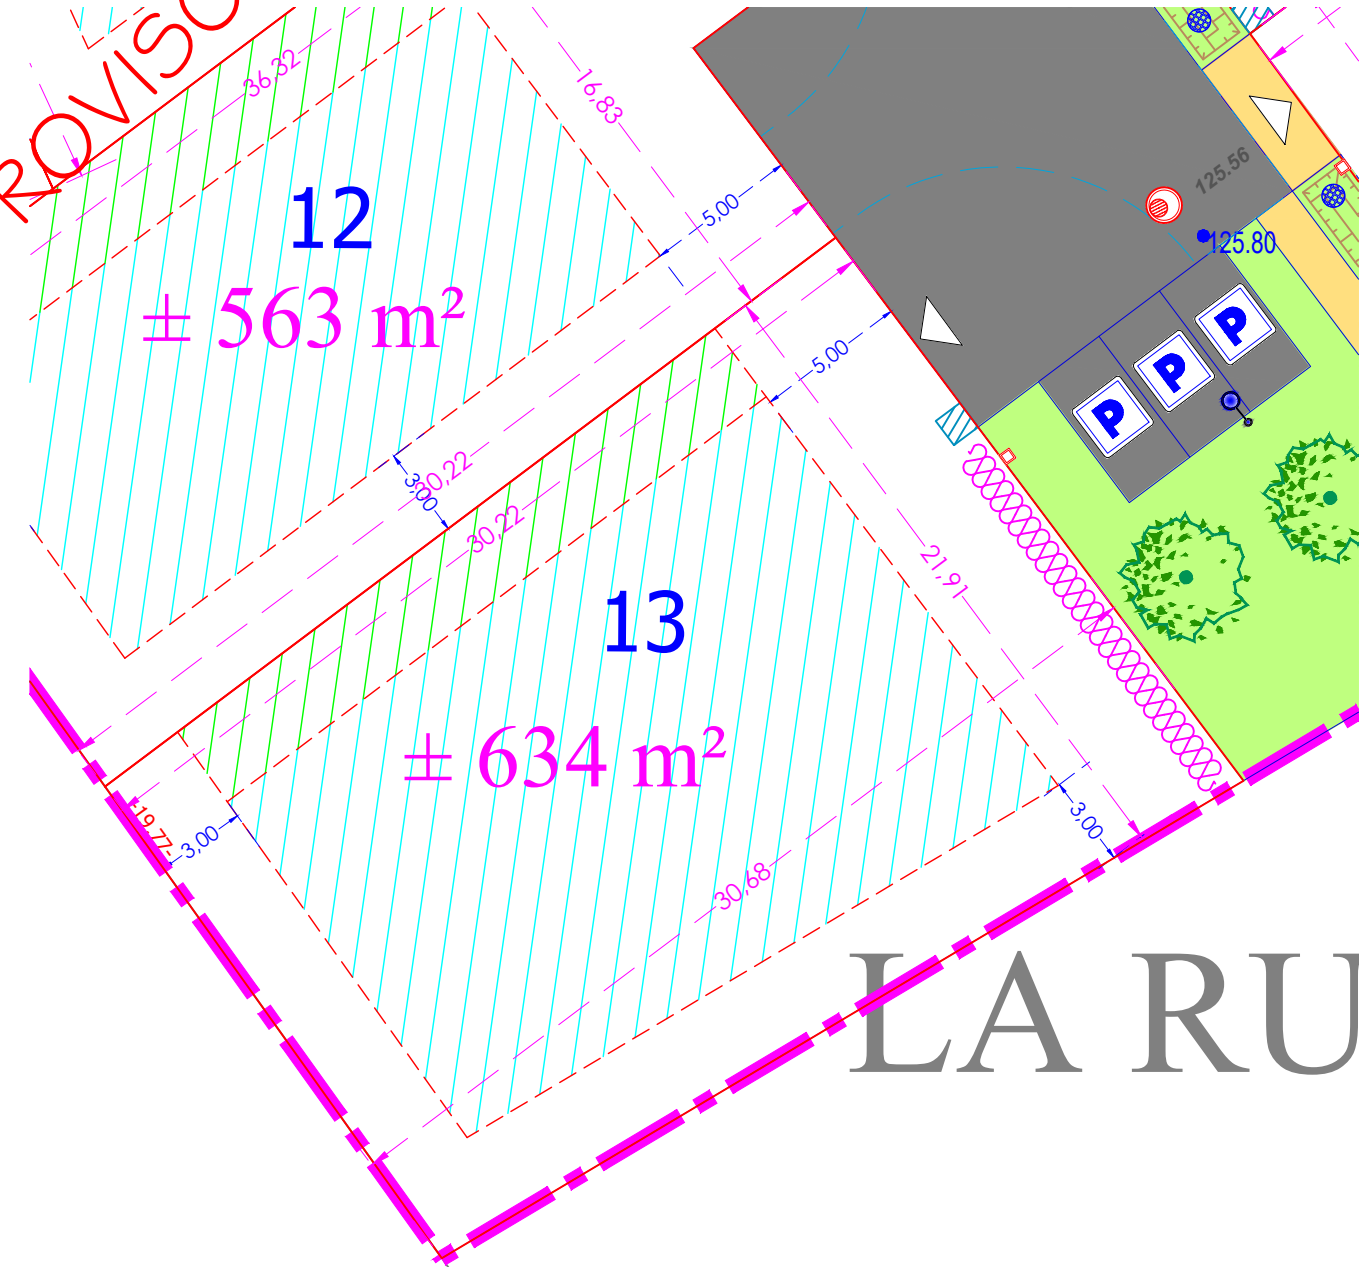 ROVISO
36,32
16,83
125.56
12
5,00
125.80
± 563 m²
P
5,00
P
P
30,22
3,00
30,22
21,91
13
± 634 m²
19,77
3,00
3,00
30,68
LA RU